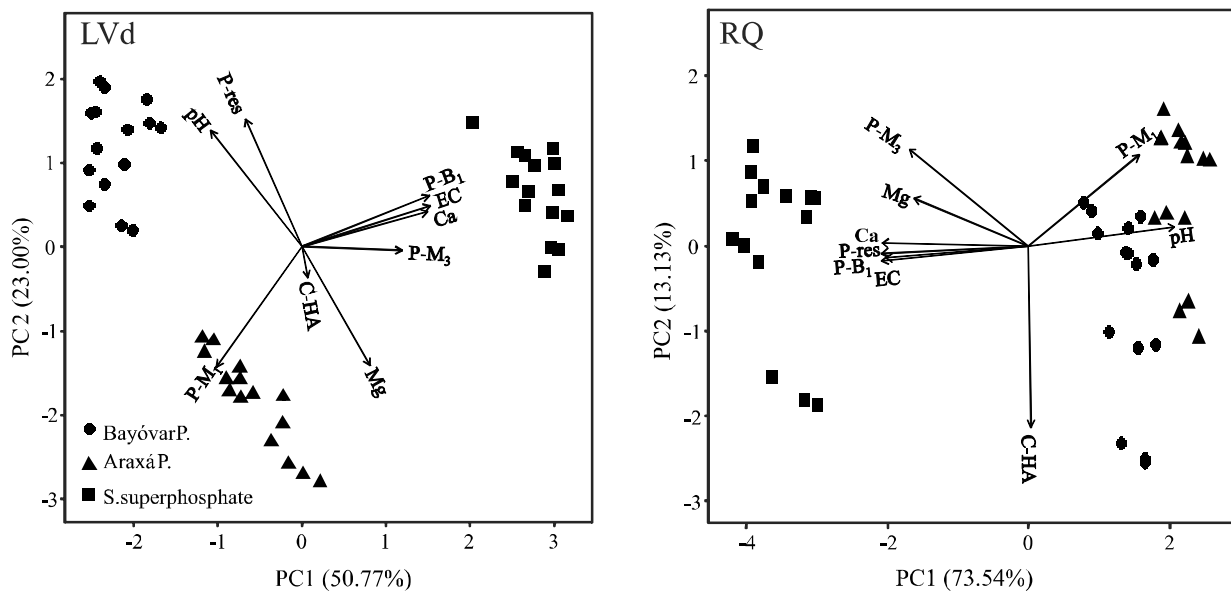 LVd
2
1
0
-1
-2
-3
PC2 (23.00%)
P-res
pH
P-B1
EC
Ca
P-M3
C-HA
Mg
P-M1
BayóvarP.
Araxá P.
S.superphosphate
-2
-1
0
1
2
3
PC1 (50.77%)
RQ
2
1
0
-1
-2
-3
PC2 (13.13%)
P-M3
P-M1
Mg
Ca
pH
P-res
P-B1
EC
C-HA
-4
-2
0
2
PC1 (73.54%)